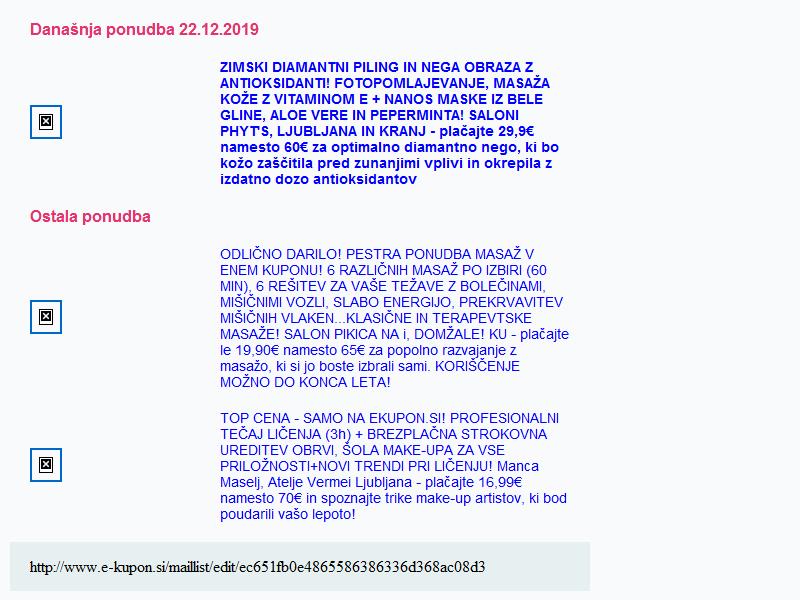 Današnja ponudba 22.12.2019
ZIMSKI DIAMANTNI PILING IN NEGA OBRAZA Z
ANTIOKSIDANTI! FOTOPOMLAJEVANJE, MASAŽA
KOŽE Z VITAMINOM E + NANOS MASKE IZ BELE
GLINE, ALOE VERE IN PEPERMINTA! SALONI
PHYT'S, LJUBLJANA IN KRANJ - plačajte 29,9€
namesto 60€ za optimalno diamantno nego, ki bo
kožo zaščitila pred zunanjimi vplivi in okrepila z
izdatno dozo antioksidantov
Ostala ponudba
ODLIČNO DARILO! PESTRA PONUDBA MASAŽ V
ENEM KUPONU! 6 RAZLIČNIH MASAŽ PO IZBIRI (60
MIN), 6 REŠITEV ZA VAŠE TEŽAVE Z BOLEČINAMI,
MIŠIČNIMI VOZLI, SLABO ENERGIJO, PREKRVAVITEV
MIŠIČNIH VLAKEN...KLASIČNE IN TERAPEVTSKE
MASAŽE! SALON PIKICA NA i, DOMŽALE! KU - plačajte
le 19,90€ namesto 65€ za popolno razvajanje z
masažo, ki si jo boste izbrali sami. KORIŠČENJE
MOŽNO DO KONCA LETA!
TOP CENA - SAMO NA EKUPON.SI! PROFESIONALNI
TEČAJ LIČENJA (3h) + BREZPLAČNA STROKOVNA
UREDITEV OBRVI, ŠOLA MAKE-UPA ZA VSE
PRILOŽNOSTI+NOVI TRENDI PRI LIČENJU! Manca
Maselj, Atelje Vermei Ljubljana - plačajte 16,99€
namesto 70€ in spoznajte trike make-up artistov, ki bod
poudarili vašo lepoto!
http://www.e-kupon.si/maillist/edit/ec651fb0e4865586386336d368ac08d3